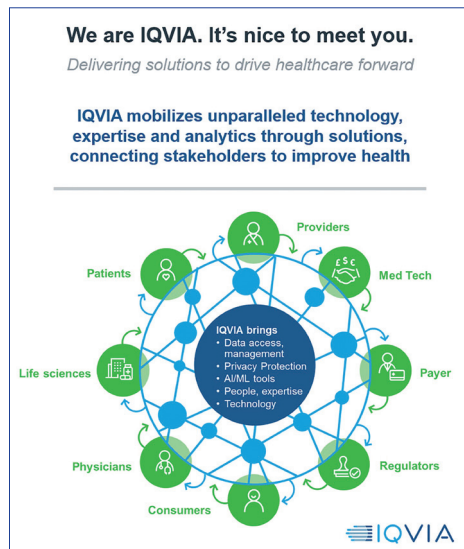 We are IQVIA. It’s nice to meet you.
Delivering solutions to drive healthcare forward
IQVIA mobilizes unparalleled technology,
expertise and analytics through solutions,
connecting stakeholders to improve health
Providers
£ $ €
Patients
Med Tech
IQVIA brings
• Data access,
management
• Privacy Protection
• AI/ML tools
• People, expertise
• Technology
Life sciences
Payer
Physicians
Regulators
Consumers
IQVIA